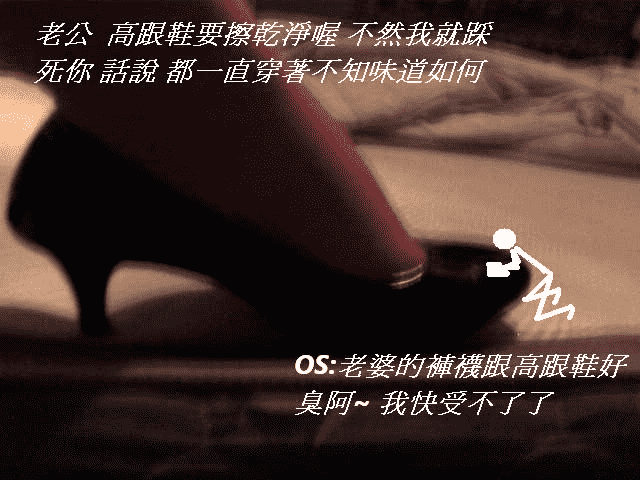 老公 高跟鞋要擦乾淨喔 不然我就踩
死你 話說 都一直穿著不知味道如何
OS:老婆的褲襪跟高跟鞋好
臭阿~ 我快受不了了